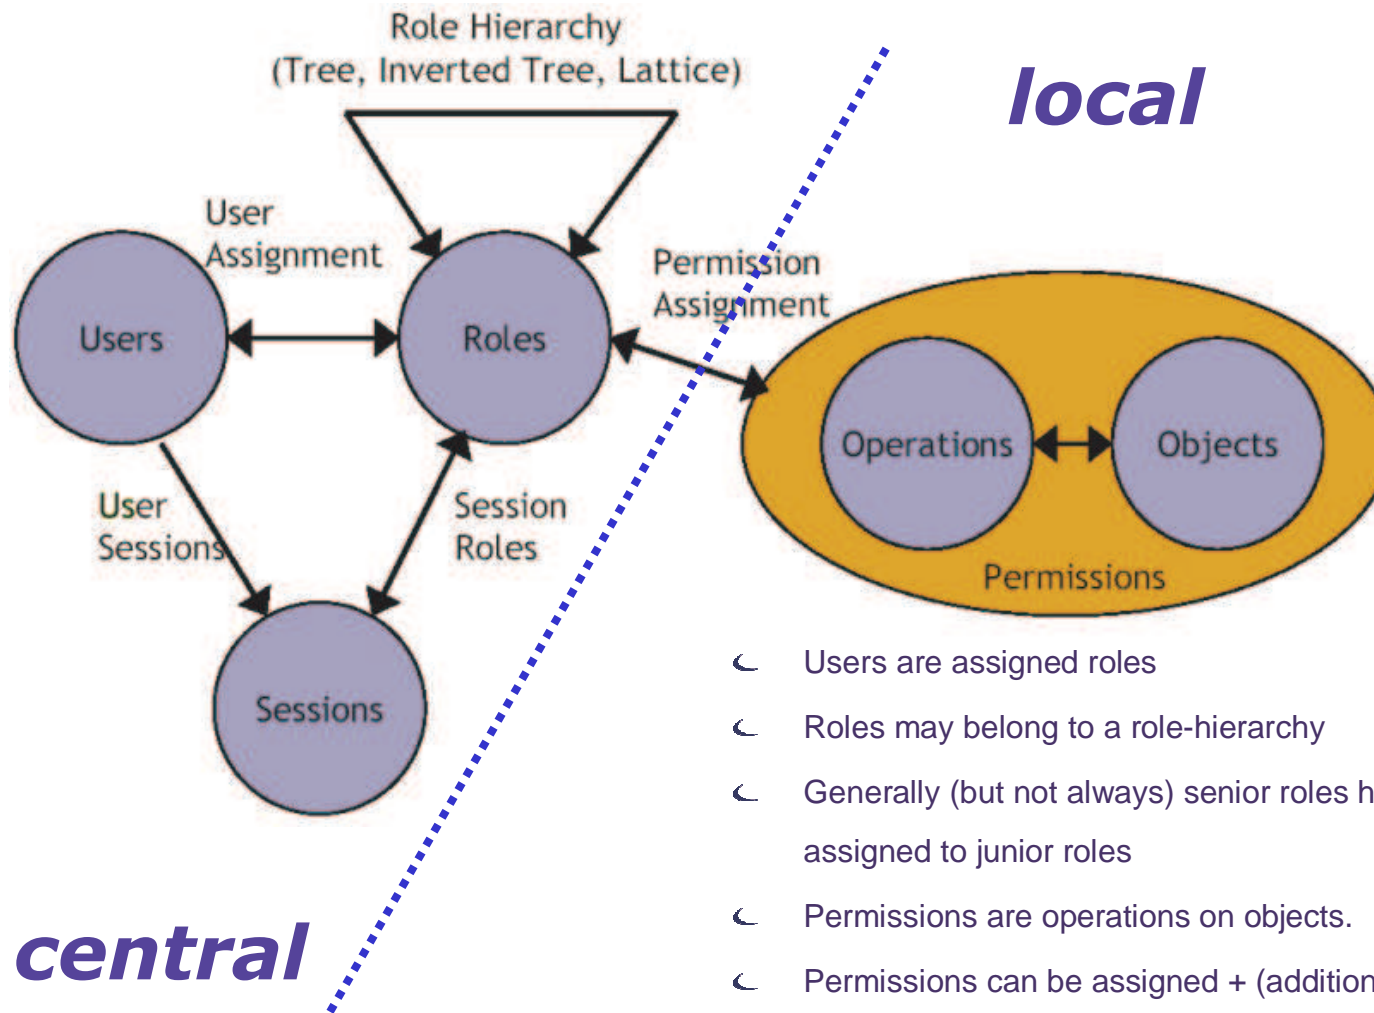 Role Hierarchy
(Tree, Inverted Tree, Lattice)
local
User
Assignment
Permission
Assignment
Users
Roles
Operations
Objects
User
Sessions
Session
Roles
Permissions
Sessions
Users are assigned roles
Roles may belong to a role-hierarchy
Generally (but not always) senior roles h
assigned to junior roles
Permissions are operations on objects.
Permissions can be assigned + (addition
central